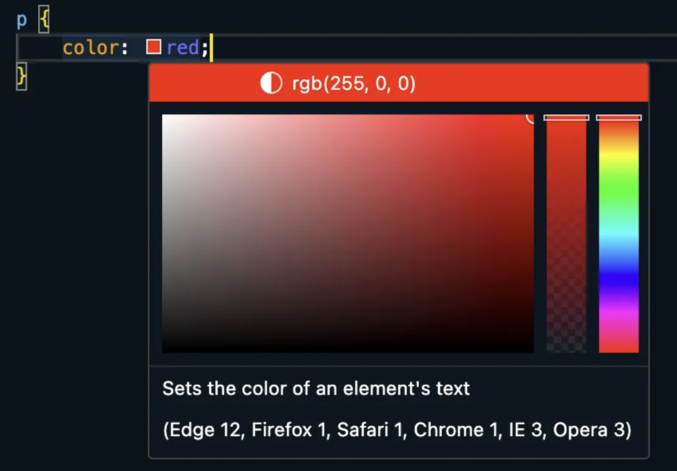 p {
color: red;
}
rgb(255, 0, 0)
Sets the color of an element's text
(Edge 12, Firefox 1, Safari 1, Chrome 1, IE 3, Opera 3)